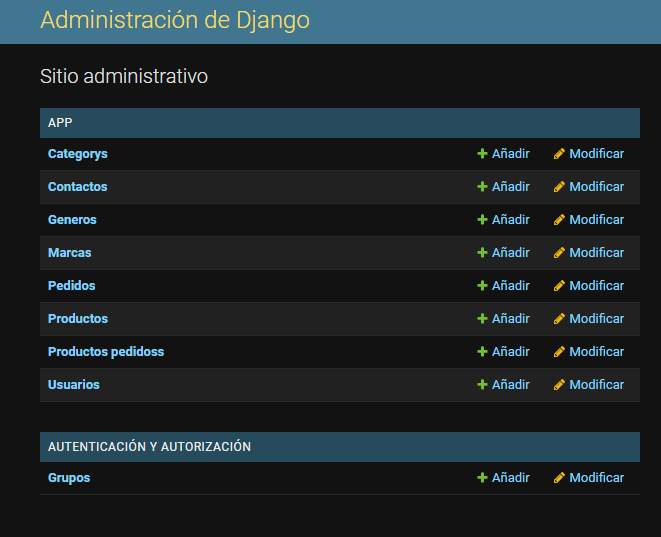 Administración de Django
Sitio administrativo
APP
Categorys Añadir Modificar
Contactos Añadir Modificar
Generos Añadir Modificar
Marcas Añadir Modificar
Pedidos Añadir Modificar
Productos Añadir Modificar
Productos pedidoss Añadir Modificar
Usuarios Añadir Modificar
AUTENTICACIÓN Y AUTORIZACIÓN
Grupos Añadir Modificar